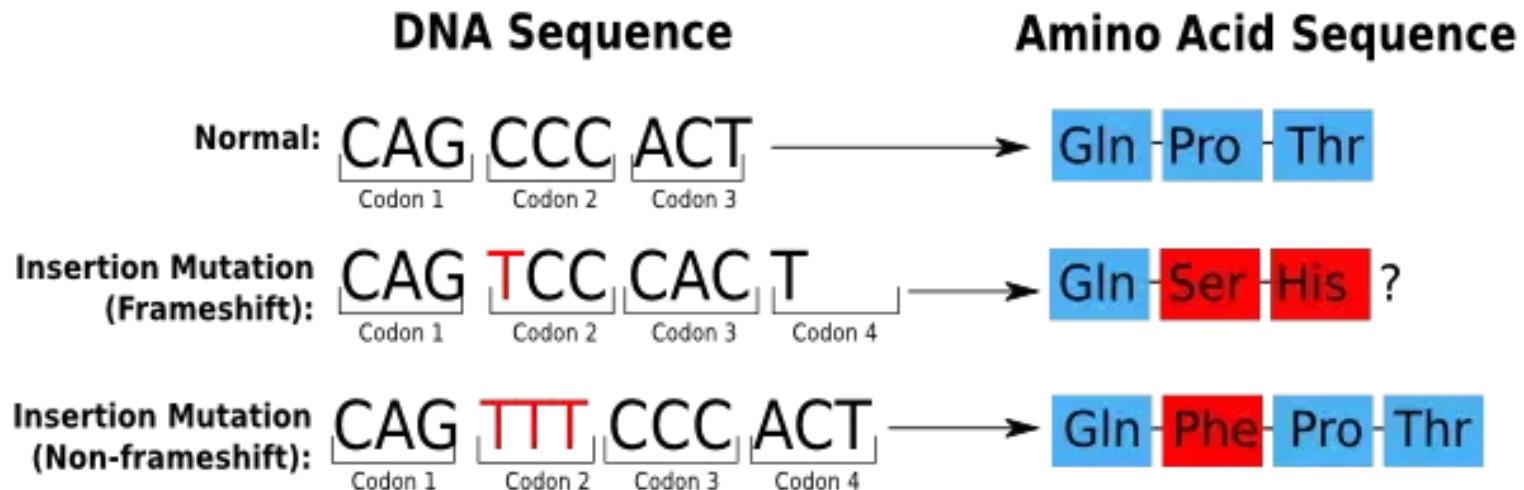 DNA Sequence Amino Acid Sequence
Normal: CAG CCC ACT Gln - Pro - Thr
Codon 1 Codon 2 Codon 3
Insertion Mutation
(Frameshift): CAG TCC CAC T Gln - Ser - His ?
Codon 1 Codon 2 Codon 3 Codon 4
Insertion Mutation
(Non-frameshift): CAG TTT CCC ACT Gln - Phe - Pro - Thr
Codon 1 Codon 2 Codon 3 Codon 4